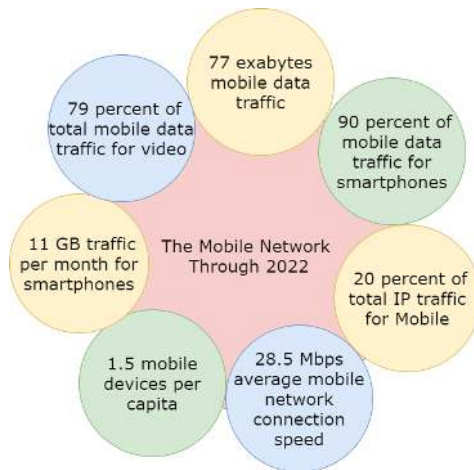 77 exabytes
mobile data
traffic
79 percent of
total mobile data
traffic for video
90 percent of
mobile data
traffic for
smartphones
11 GB traffic
per month for
smartphones
The Mobile Network
Through 2022
20 percent of
total IP traffic
for Mobile
1.5 mobile
devices per
capita
28.5 Mbps
average mobile
network
connection
speed